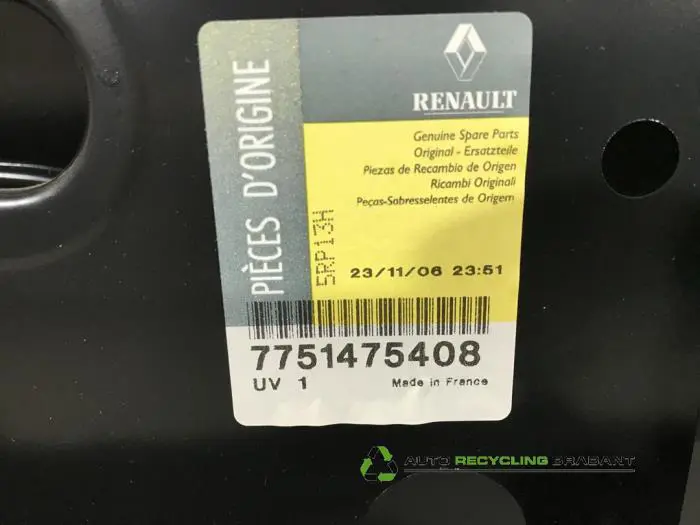 PIÈCES D'ORIGINE
RENAULT
Genuine Spare Parts
Original - Ersatzteile
Piezas de Recambio de Origen
Ricambi Originali
Peças-Sobresselentes de Origem
5RP13H
23/11/06 23:51
7751475408
UV 1 Made in France
AUTO RECYCLING BRABANT